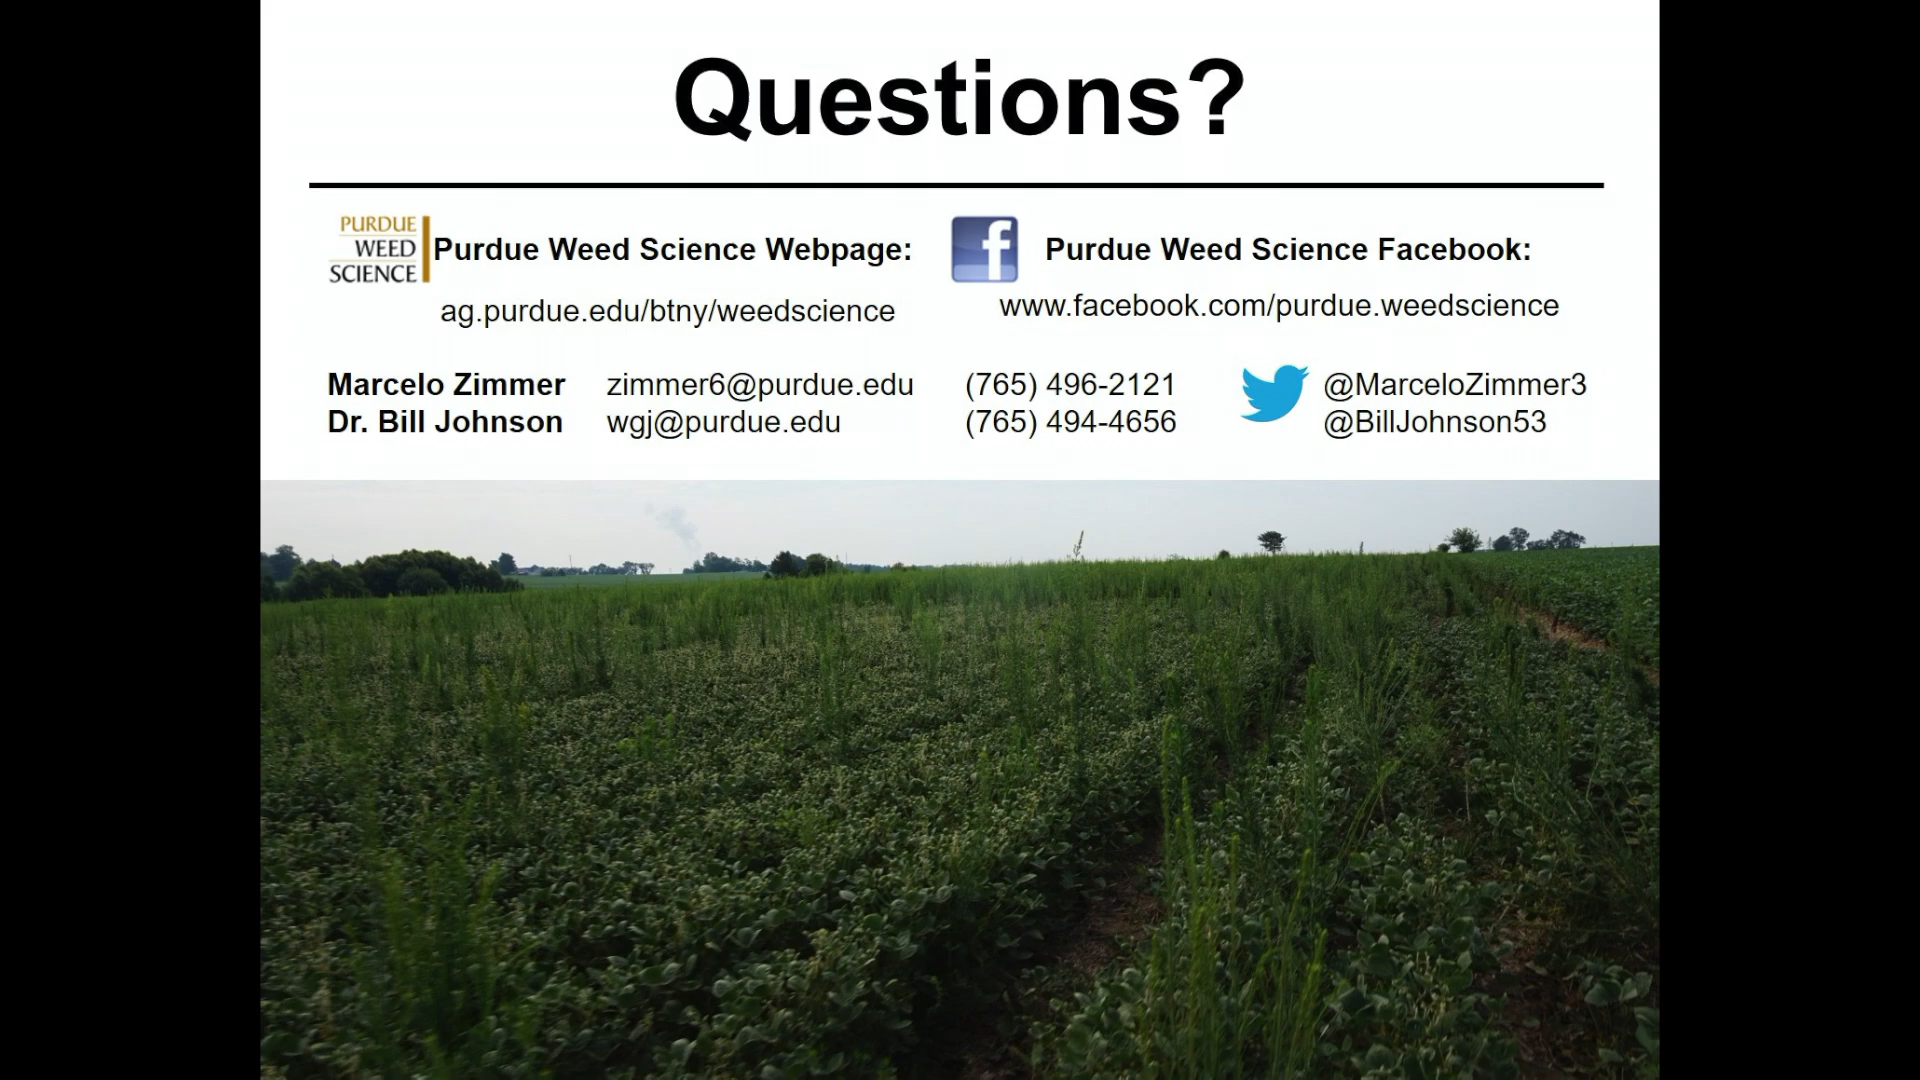 Questions?
PURDUE
WEED
SCIENCE
Purdue Weed Science Webpage:
ag.purdue.edu/btny/weedscience
f
Purdue Weed Science Facebook:
www.facebook.com/purdue.weedscience
Marcelo Zimmer zimmer6@purdue.edu (765) 496-2121 @MarceloZimmer3
Dr. Bill Johnson wgj@purdue.edu (765) 494-4656 @BillJohnson53